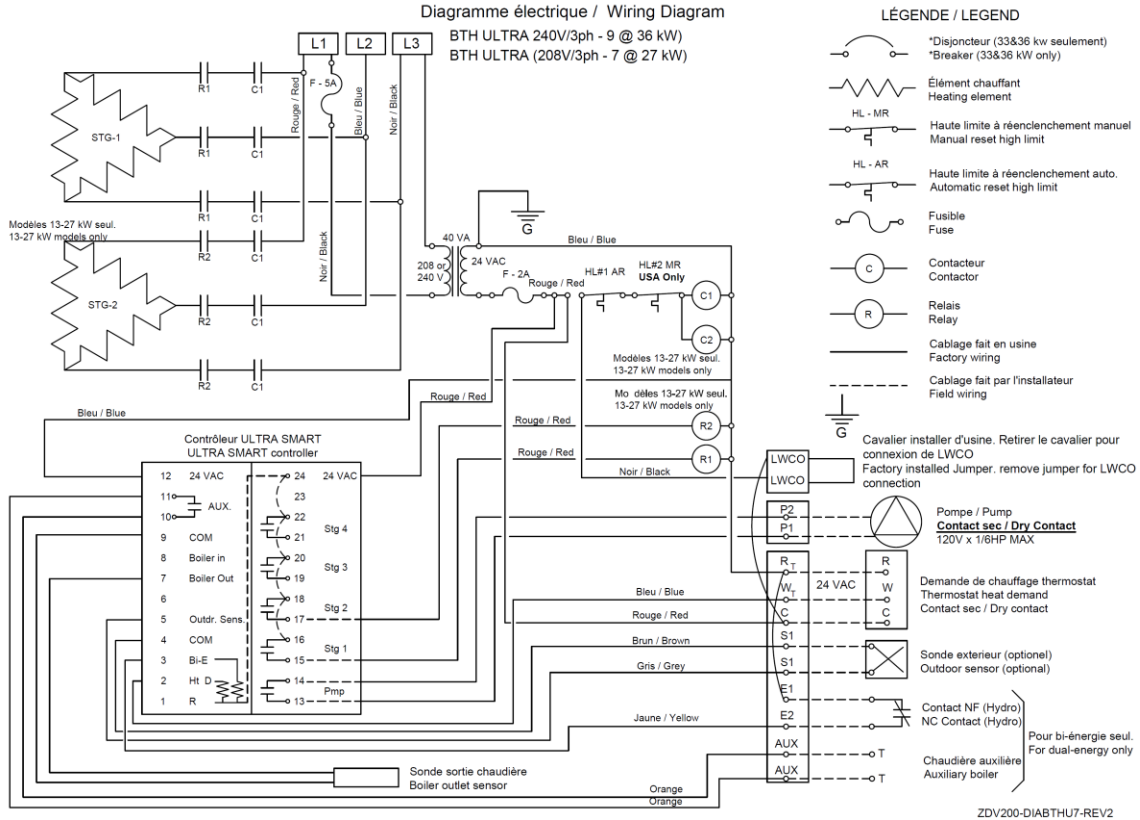 Diagramme électrique / Wiring Diagram
BTH ULTRA 240V/3ph - 9 @ 36 kW)
BTH ULTRA (208V/3ph - 7 @ 27 kW)
L1
L2
L3
F - 5A
Rouge / Red
Bleu / Blue
Noir / Black
Noir / Black
R1
C1
STG-1
R1
C1
R1
C1
Modèles 13-27 kW seul.
13-27 kW models only
R2
C1
STG-2
R2
C1
R2
C1
G
Bleu / Blue
40 VA
208 or
240 V
24 VAC
F - 2A
Rouge / Red
HL#1 AR
HL#2 MR
USA Only
C1
C2
Modèles 13-27 kW seul.
13-27 kW models only
Mo dèles 13-27 kW seul.
13-27 kW models only
Rouge / Red
Rouge / Red
R2
Rouge / Red
R1
Noir / Black
Bleu / Blue
Contrôleur ULTRA SMART
ULTRA SMART controller
12 24 VAC
11
AUX.
10
9 COM
8 Boiler in
7 Boiler Out
6
5 Outdr. Sens.
4 COM
3 Bi-E
2 Ht D
1 R
24 24 VAC
23
22
Stg 4
21
20
Stg 3
19
18
Stg 2
17
16
Stg 1
15
14
Pmp
13
Bleu / Blue
Rouge / Red
Brun / Brown
Gris / Grey
Jaune / Yellow
Orange
Orange
Sonde sortie chaudière
Boiler outlet sensor
LWCO
LWCO
P2
P1
RT
WT
C
S1
S1
E1
E2
AUX
AUX
24 VAC
R
W
C
T
T
LÉGENDE / LEGEND
*Disjoncteur (33&36 kw seulement)
*Breaker (33&36 kW only)
Élément chauffant
Heating element
HL - MR
Haute limite à réenclenchement manuel
Manual reset high limit
HL - AR
Haute limite à réenclenchement auto.
Automatic reset high limit
Fusible
Fuse
C
Contacteur
Contactor
R
Relais
Relay
Cablage fait en usine
Factory wiring
Cablage fait par l'installateur
Field wiring
G
Cavalier installer d'usine. Retirer le cavalier pour
connexion de LWCO
Factory installed Jumper. remove jumper for LWCO
connection
Pompe / Pump
Contact sec / Dry Contact
120V x 1/6HP MAX
Demande de chauffage thermostat
Thermostat heat demand
Contact sec / Dry contact
Sonde exterieur (optionel)
Outdoor sensor (optional)
Contact NF (Hydro)
NC Contact (Hydro)
Chaudière auxilière
Auxiliary boiler
Pour bi-énergie seul.
For dual-energy only
ZDV200-DIABTHU7-REV2